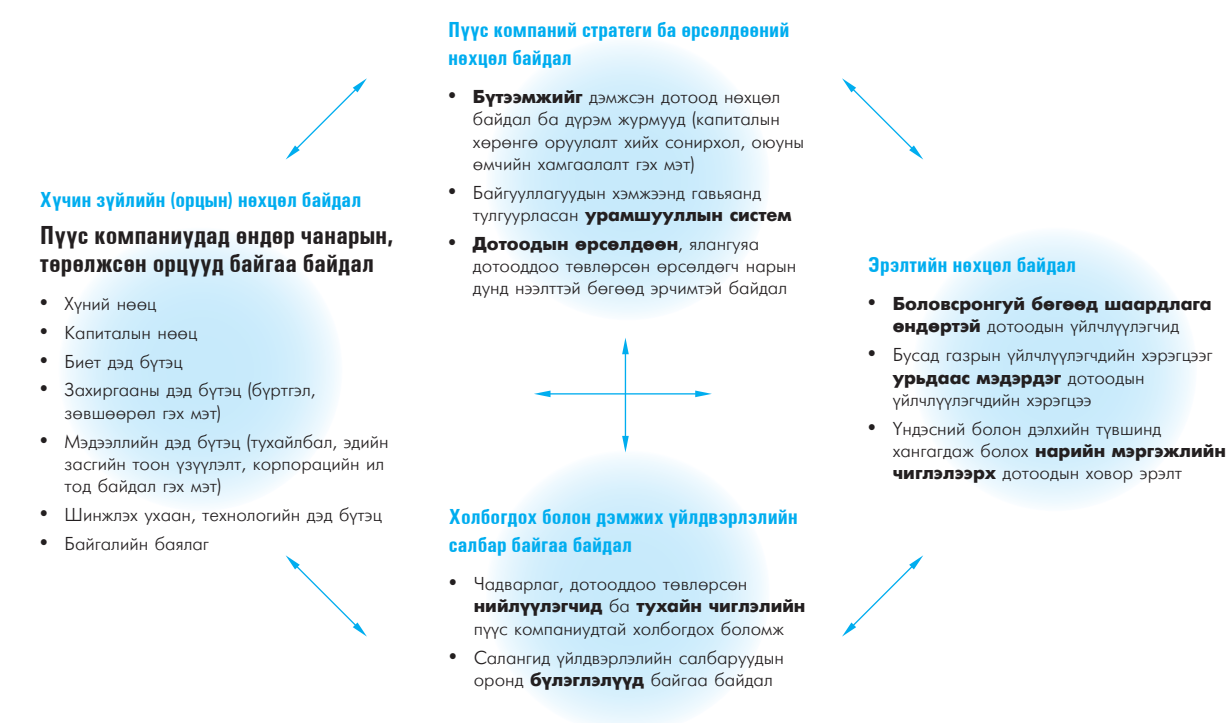 Пүүс компаний стратеги ба өрсөлдөөний
нөхцөл байдал
• Бүтээмжийг дэмжсэн дотоод нөхцөл
байдал ба дүрэм журмууд (капиталын
хөрөнгө оруулалт хийх сонирхол, оюуны
өмчийн хамгаалалт гэх мэт)
• Байгууллагуудын хэмжээнд гавьяанд
тулгуурласан урамшууллын систем
• Дотоодын өрсөлдөөн, ялангуяа
дотооддоо төвлөрсөн өрсөлдөгч нарын
дунд нээлттэй бөгөөд эрчимтэй байдал
Хүчин зүйлийн (орцын) нөхцөл байдал
Пүүс компаниудад өндөр чанарын,
төрөлжсөн орцууд байгаа байдал
• Хүний нөөц
• Капиталын нөөц
• Биет дэд бүтэц
• Захиргааны дэд бүтэц (бүртгэл,
зөвшөөрөл гэх мэт)
• Мэдээллийн дэд бүтэц (тухайлбал, эдийн
засгийн тоон үзүүлэлт, корпорацийн ил
тод байдал гэх мэт)
• Шинжлэх ухаан, технологийн дэд бүтэц
• Байгалийн баялаг
Эрэлтийн нөхцөл байдал
• Боловсронгуй бөгөөд шаардлага
өндөртэй дотоодын үйлчлүүлэгчид
• Бусад газрын үйлчлүүлэгчдийн хэрэгцээг
урьдаас мэдэрдэг дотоодын
үйлчлүүлэгчдийн хэрэгцээ
• Үндэсний болон дэлхийн түвшинд
хангагдаж болох нарийн мэргэжлийн
чиглэлээрх дотоодын ховор эрэлт
Холбогдох болон дэмжих үйлдвэрлэлийн
салбар байгаа байдал
• Чадварлаг, дотооддоо төвлөрсөн
нийлүүлэгчид ба тухайн чиглэлийн
пүүс компаниудтай холбогдох боломж
• Салангид үйлдвэрлэлийн салбаруудын
оронд бүлэглэлүүд байгаа байдал